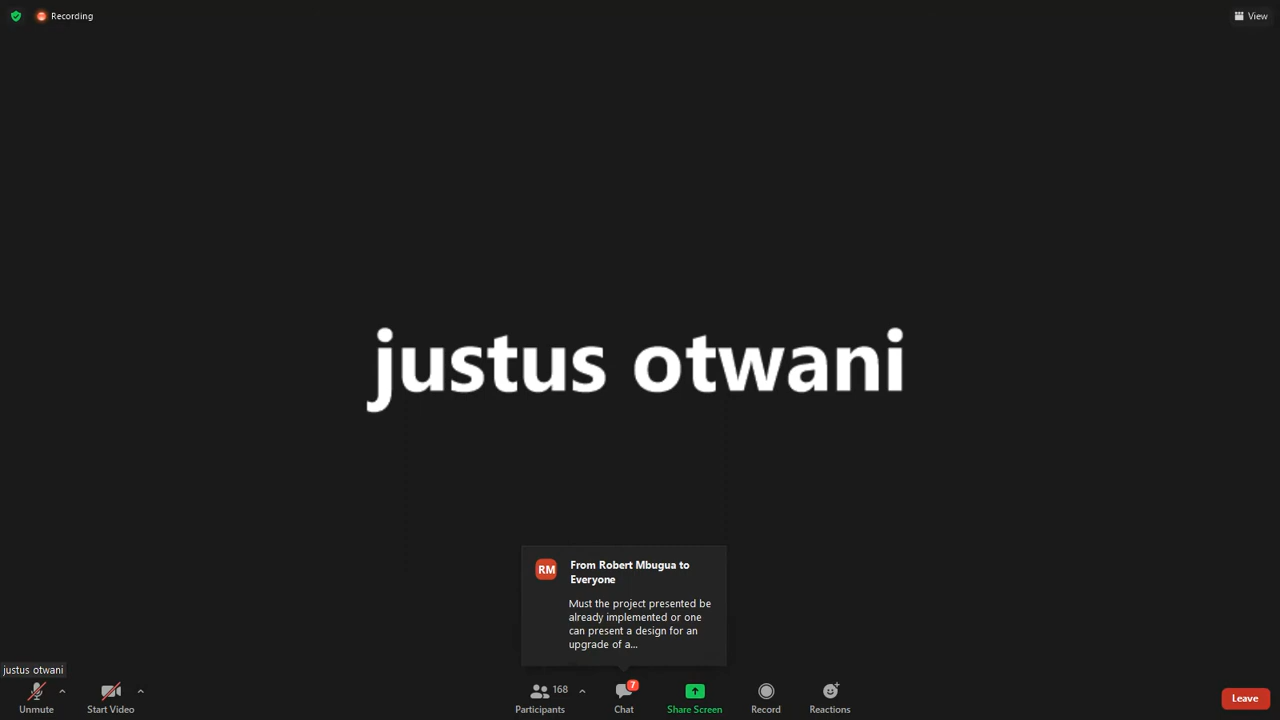 Recording
View
justus otwani
RM
From Robert Mbugua to
Everyone
Must the project presented be
already implemented or one
can present a design for an
upgrade of a...
justus otwani
Unmute
Start Video
168
Participants
7
Chat
Share Screen
Record
Reactions
Leave